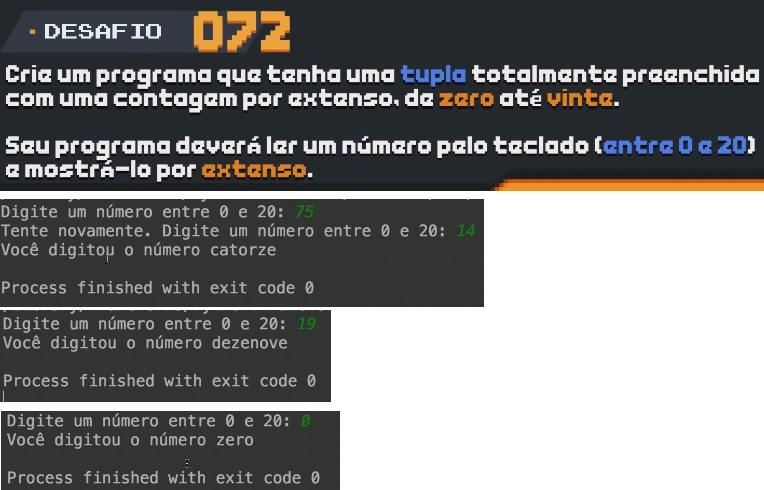 DESAFIO 072
Crie um programa que tenha uma tupla totalmente preenchida
com uma contagem por extenso, de zero até vinte.
Seu programa deverá ler um número pelo teclado (entre 0 e 20)
e mostrá-lo por extenso.
Digite um número entre 0 e 20: 75
Tente novamente. Digite um número entre 0 e 20: 14
Você digitou o número catorze
Process finished with exit code 0
Digite um número entre 0 e 20: 19
Você digitou o número dezenove
Process finished with exit code 0
Digite um número entre 0 e 20: 0
Você digitou o número zero
Process finished with exit code 0